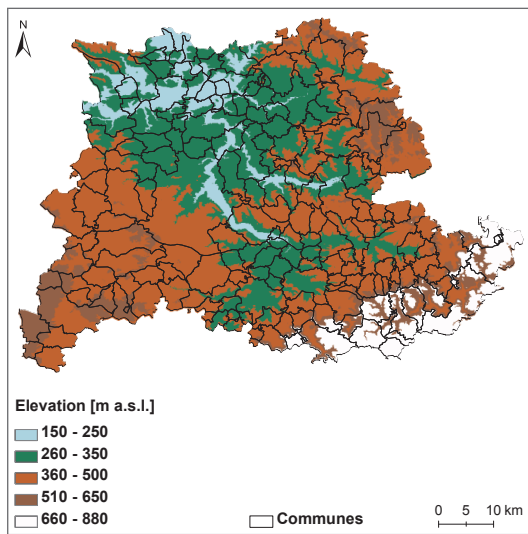 N
Elevation [m a.s.l.]
150 - 250
260 - 350
360 - 500
510 - 650
660 - 880
Communes
0 5 10 km